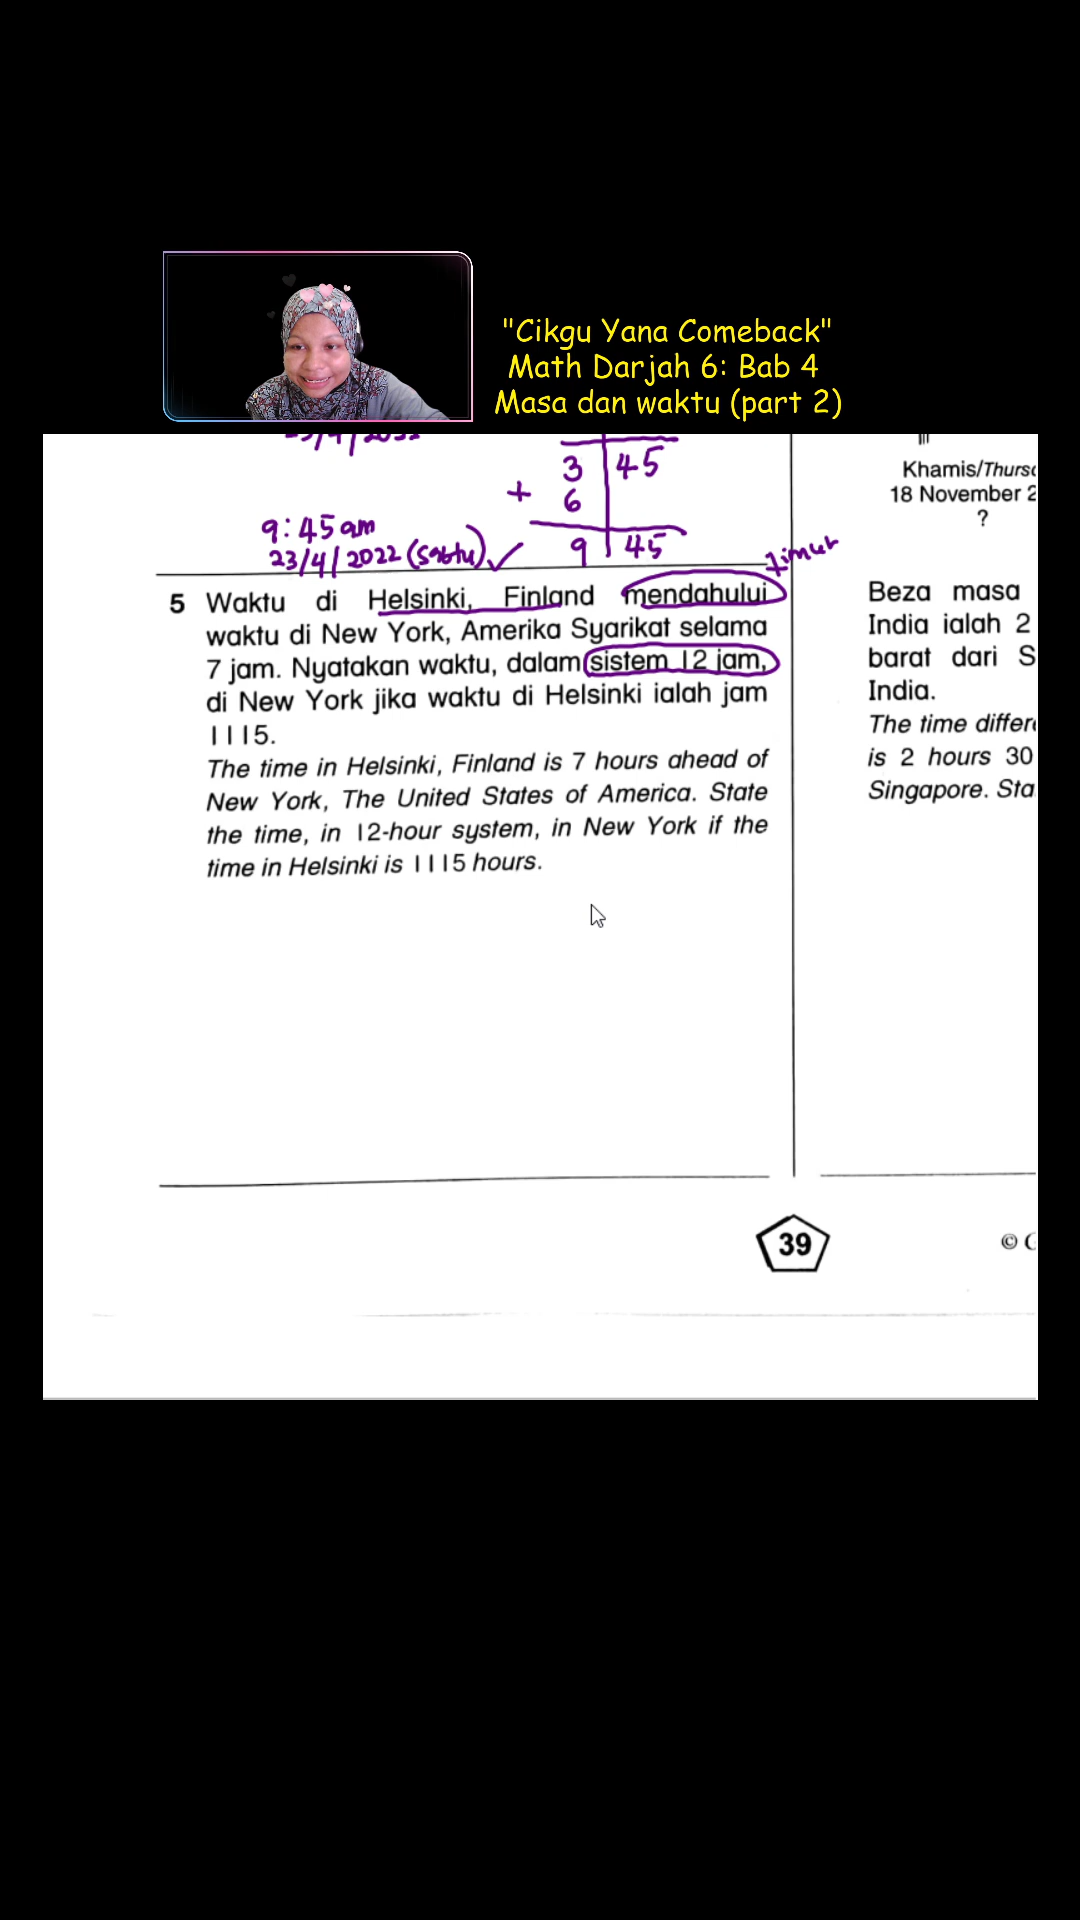 "Cikgu Yana Comeback"
Math Darjah 6: Bab 4
Masa dan waktu (part 2)
3 45
+ 6
9 45
9:45 am
23/4/2022 (Sabtu) ✓
timur
5 Waktu di Helsinki, Finland mendahului
waktu di New York, Amerika Syarikat selama
7 jam. Nyatakan waktu, dalam sistem 12 jam,
di New York jika waktu di Helsinki ialah jam
1115.
The time in Helsinki, Finland is 7 hours ahead of
New York, The United States of America. State
the time, in 12-hour system, in New York if the
time in Helsinki is 1115 hours.
Khamis/
18 November
?
Beza masa
India ialah 2
barat dari
India.
The time
is 2 hours 30
Singapore.
39
©